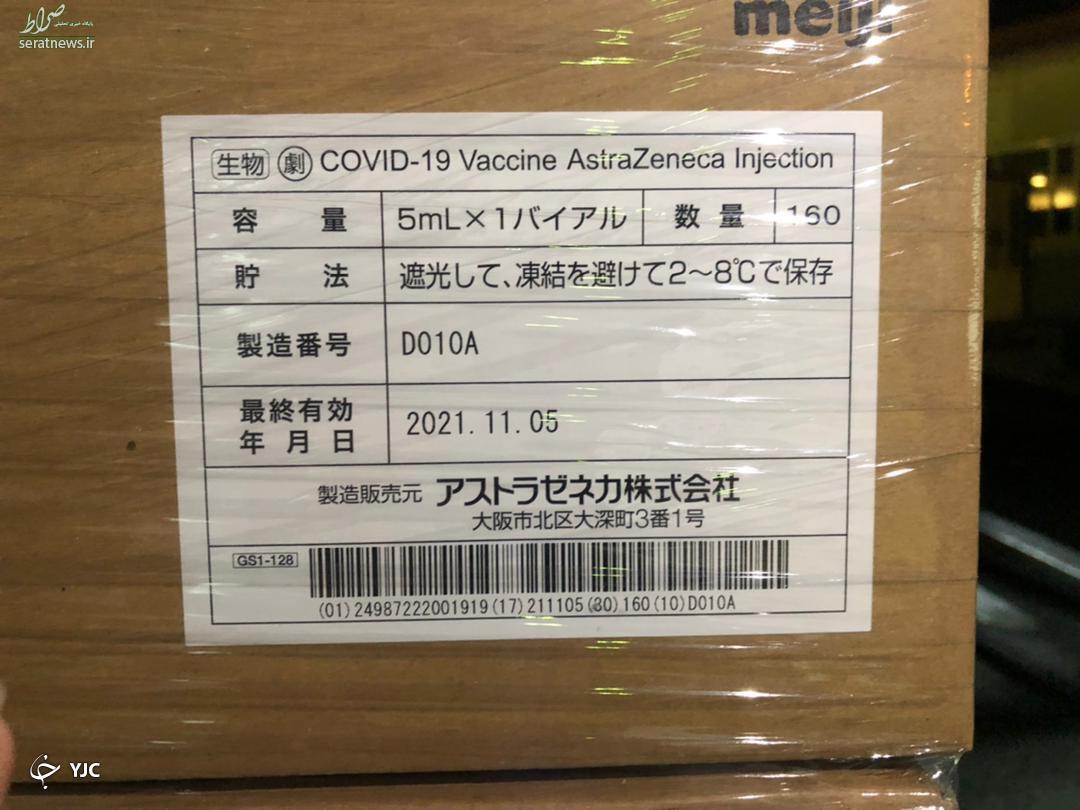 صراط
پایگاه خبری تحلیلی
seratnews.ir
meiji
生物 劇 COVID-19 Vaccine AstraZeneca Injection
容 量 5mL×1バイアル 数 量 160
貯 法 遮光して、凍結を避けて2～8℃で保存
製造番号 D010A
最終有効
年 月 日 2021.11.05
製造販売元 アストラゼネカ株式会社
大阪市北区大深町3番1号
GS1-128
(01)24987222001919(17)211105(30)160(10)D010A
YJC